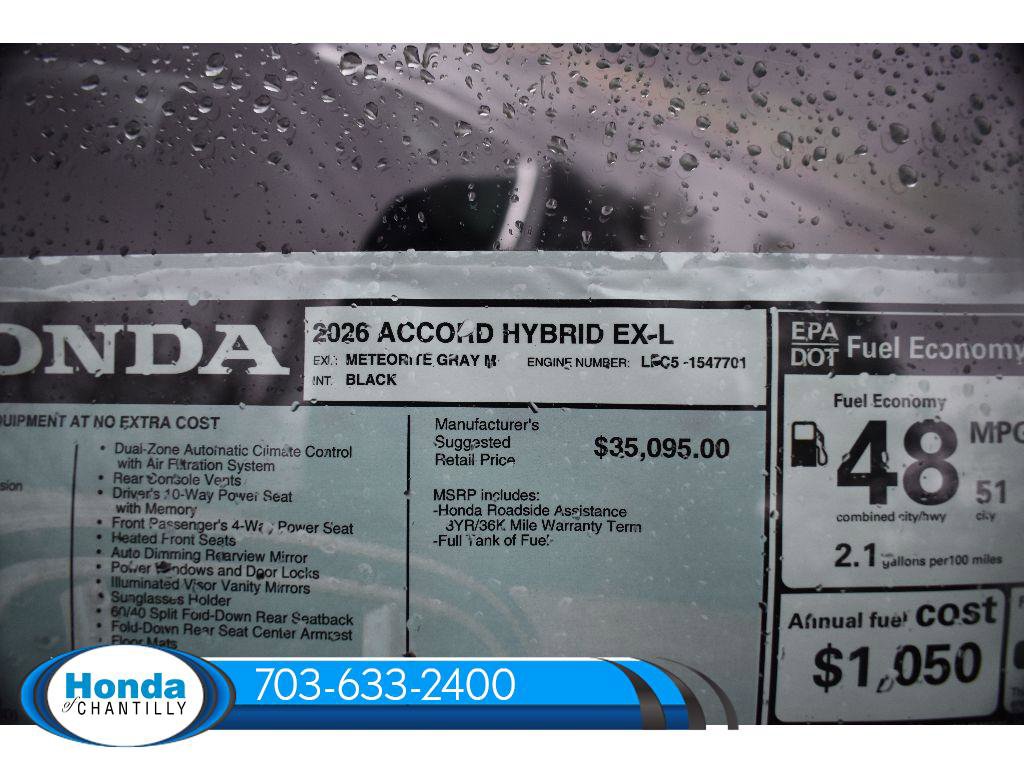 ONDA
2026 ACCORD HYBRID EX-L
EXT.: METEORITE GRAY M
ENGINE NUMBER: LFC5 -1547701
INT. BLACK
UIPMENT AT NO EXTRA COST
sion
• Dual-Zone Automatic Climate Control
with Air Filtration System
• Rear Console Vents
• Driver's 10-Way Power Seat
with Memory
• Front Passenger's 4-Way Power Seat
• Heated Front Seats
• Auto Dimming Rearview Mirror
• Power Windows and Door Locks
• Illuminated Visor Vanity Mirrors
• Sunglasses Holder
• 60/40 Split Fold-Down Rear Seatback
• Fold-Down Rear Seat Center Armrest
Floor Mats
Manufacturer's
Suggested
Retail Price
$35,095.00
MSRP includes:
-Honda Roadside Assistance
3YR/36K Mile Warranty Term
-Full Tank of Fuel
EPA
DOT
Fuel Economy
Fuel Economy
48
MPG
51
combined city/hwy
city
2.1 gallons per 100 miles
Annual fuel cost
$1,050
Honda
of CHANTILLY
703-633-2400